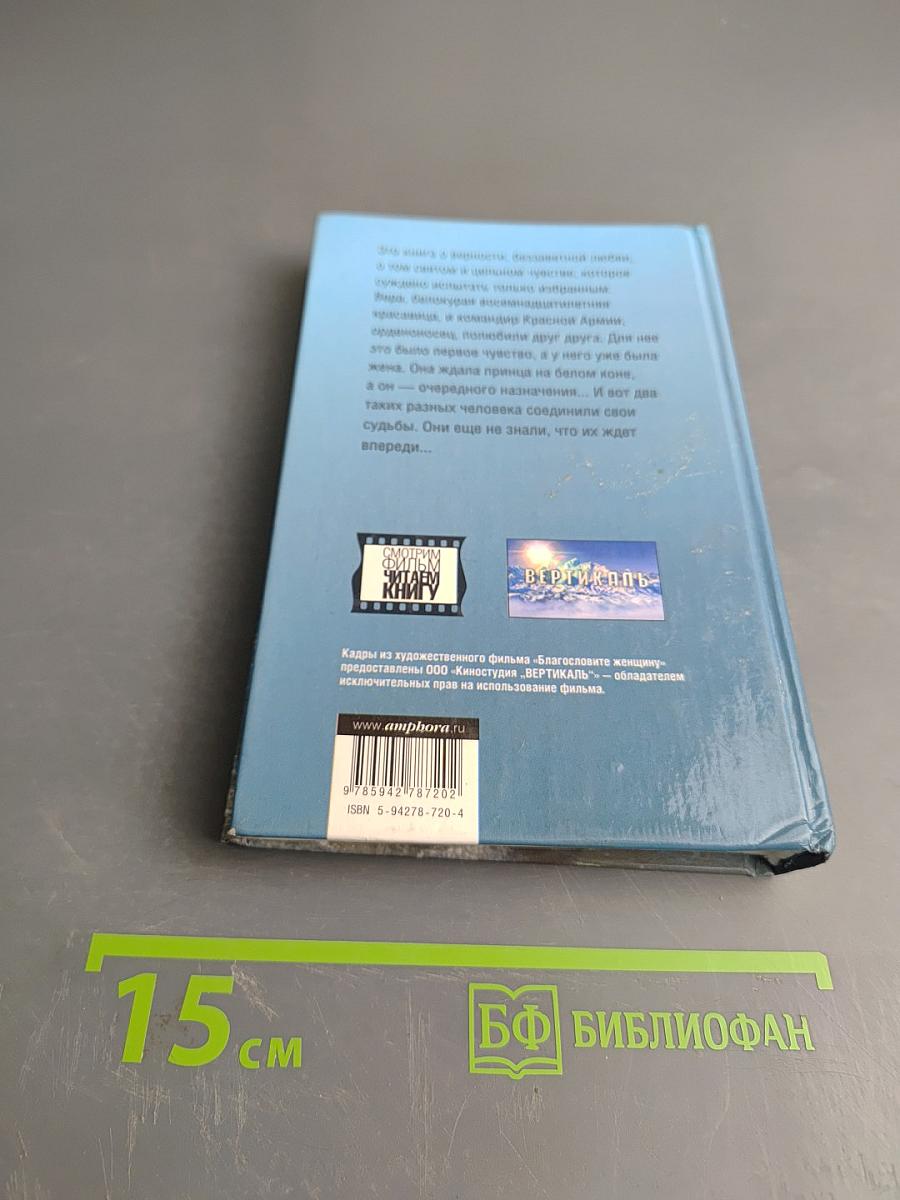 Это книга о верности, беззаветной любви,
о том святом и цельном чувстве, которое
суждено испытать только избранным.
Вера, белокурая восемнадцатилетняя
красавица, и командир Красной Армии,
орденоносец, полюбили друг друга. Для нее
это было первое чувство, а у него уже была
жена. Она ждала принца на белом коне,
а он — очередного назначения... И вот два
таких разных человека соединили свои
судьбы. Они еще не знали, что их ждет
впереди...
СМОТРИМ
ФИЛЬМ
ЧИТАЕМ
КНИГУ
ВЕРТИКАЛЬ
Кадры из художественного фильма «Благословите женщину»
предоставлены ООО «Киностудия „ВЕРТИКАЛЬ“» — обладателем
исключительных прав на использование фильма.
www.amphora.ru
9 785942 787202
ISBN 5-94278-720-4
15 см
БФ БИБЛИОФАН